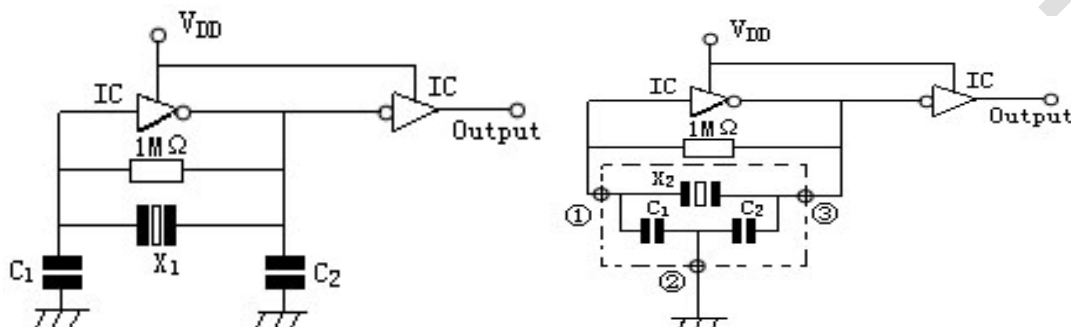 VDD
IC
IC
1MΩ
Output
X1
C1
C2
VDD
IC
IC
1MΩ
Output
X2
①
C1
C2
③
②